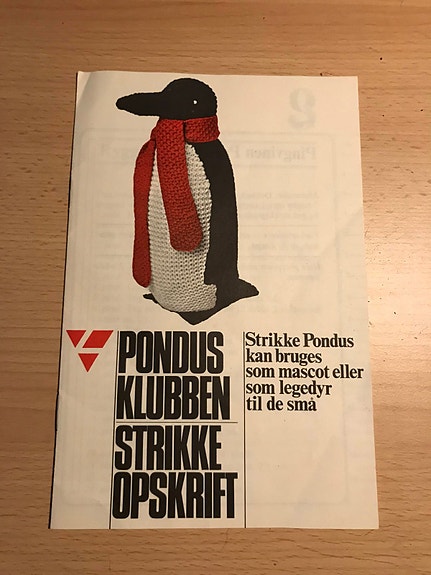 PONDUS
KLUBBEN
STRIKKE
OPSKRIFT
Strikke Pondus
kan bruges
som mascot eller
som legedyr
til de små